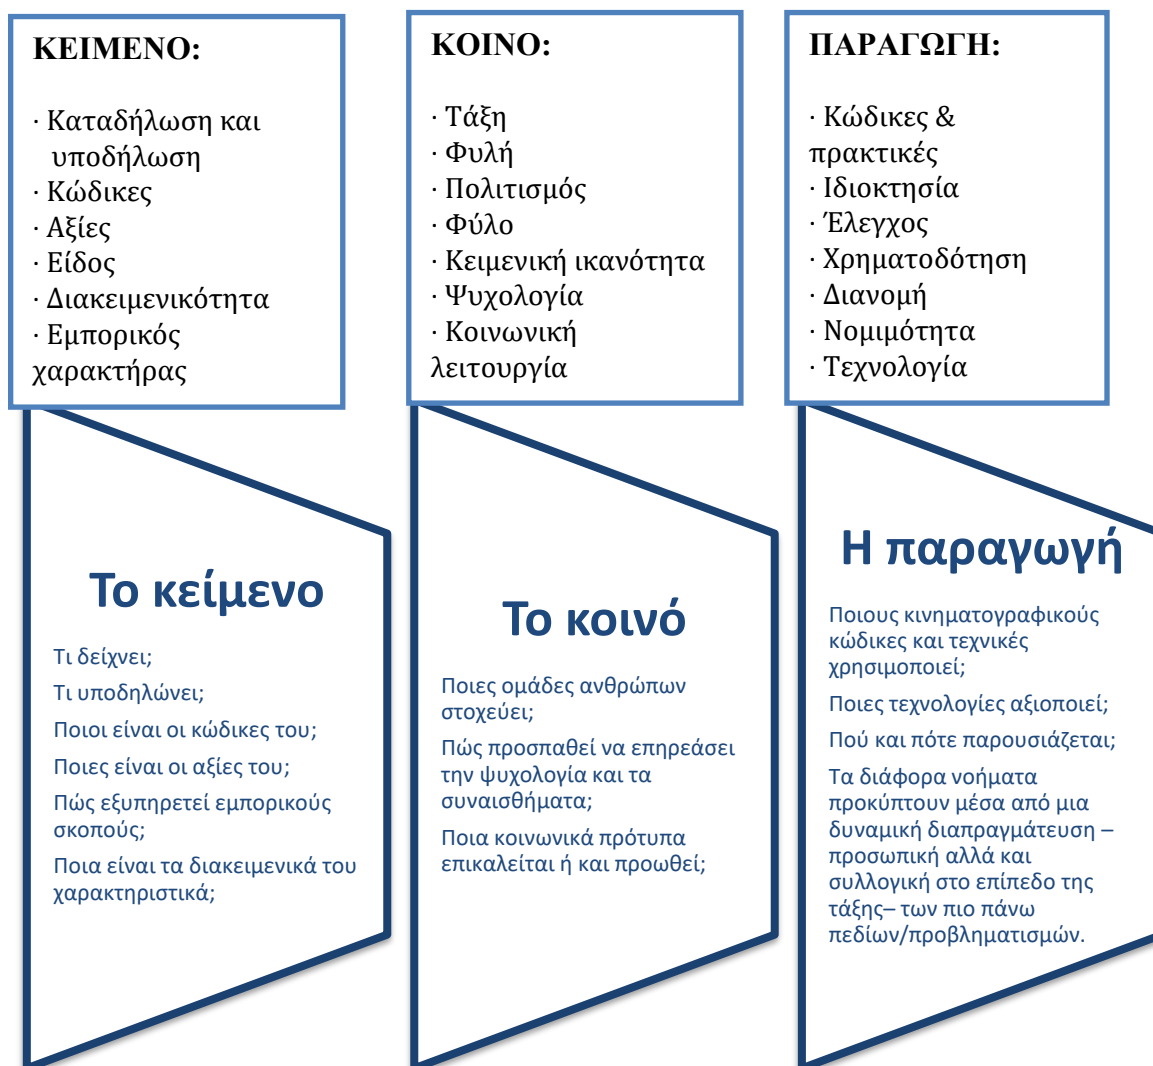 ΚΕΙΜΕΝΟ:
· Καταδήλωση και
υποδήλωση
· Κώδικες
· Αξίες
· Είδος
· Διακειμενικότητα
· Εμπορικός
χαρακτήρας
ΚΟΙΝΟ:
· Τάξη
· Φυλή
· Πολιτισμός
· Φύλο
· Κειμενική ικανότητα
· Ψυχολογία
· Κοινωνική
λειτουργία
ΠΑΡΑΓΩΓΗ:
· Κώδικες &
πρακτικές
· Ιδιοκτησία
· Έλεγχος
· Χρηματοδότηση
· Διανομή
· Νομιμότητα
· Τεχνολογία
Το κείμενο
Τι δείχνει;
Τι υποδηλώνει;
Ποιοι είναι οι κώδικες του;
Ποιες είναι οι αξίες του;
Πώς εξυπηρετεί εμπορικούς
σκοπούς;
Ποια είναι τα διακειμενικά του
χαρακτηριστικά;
Το κοινό
Ποιες ομάδες ανθρώπων
στοχεύει;
Πώς προσπαθεί να επηρεάσει
την ψυχολογία και τα
συναισθήματα;
Ποια κοινωνικά πρότυπα
επικαλείται ή και προωθεί;
Η παραγωγή
Ποιους κινηματογραφικούς
κώδικες και τεχνικές
χρησιμοποιεί;
Ποιες τεχνολογίες αξιοποιεί;
Πού και πότε παρουσιάζεται;
Τα διάφορα νοήματα
προκύπτουν μέσα από μια
δυναμική διαπραγμάτευση –
προσωπική αλλά και
συλλογική στο επίπεδο της
τάξης– των πιο πάνω
πεδίων/προβληματισμών.